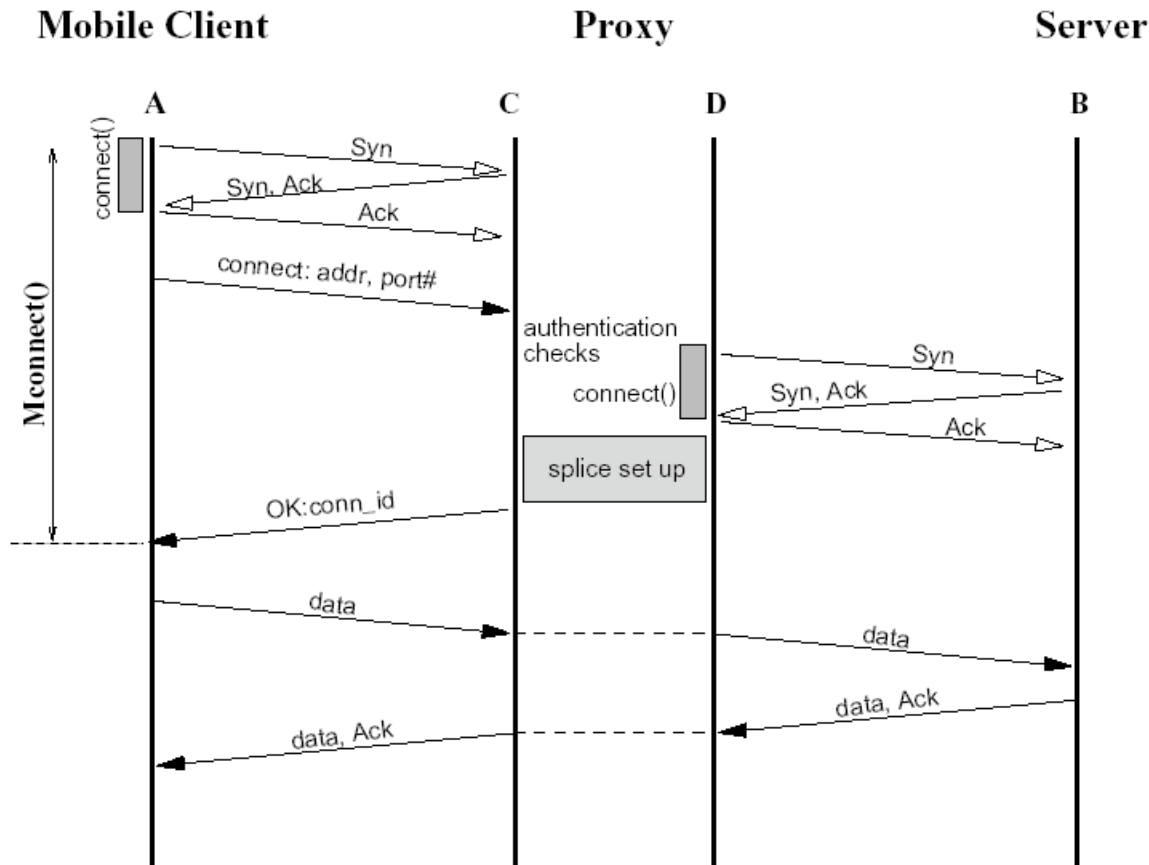 Mobile Client
Proxy
Server
A
C
D
B
connect()
Syn
Syn, Ack
Ack
connect: addr, port#
Mconnect()
authentication
checks
connect()
Syn
Syn, Ack
Ack
splice set up
OK:conn_id
data
data
data, Ack
data, Ack